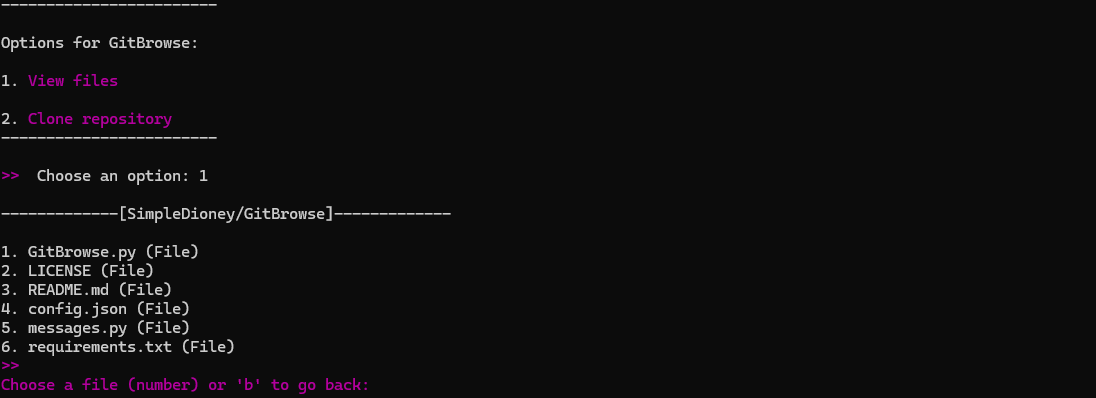 ------------------------
Options for GitBrowse:
1. View files
2. Clone repository
------------------------
>>  Choose an option: 1
-------------[SimpleDioney/GitBrowse]-------------
1. GitBrowse.py (File)
2. LICENSE (File)
3. README.md (File)
4. config.json (File)
5. messages.py (File)
6. requirements.txt (File)
>>
Choose a file (number) or 'b' to go back: